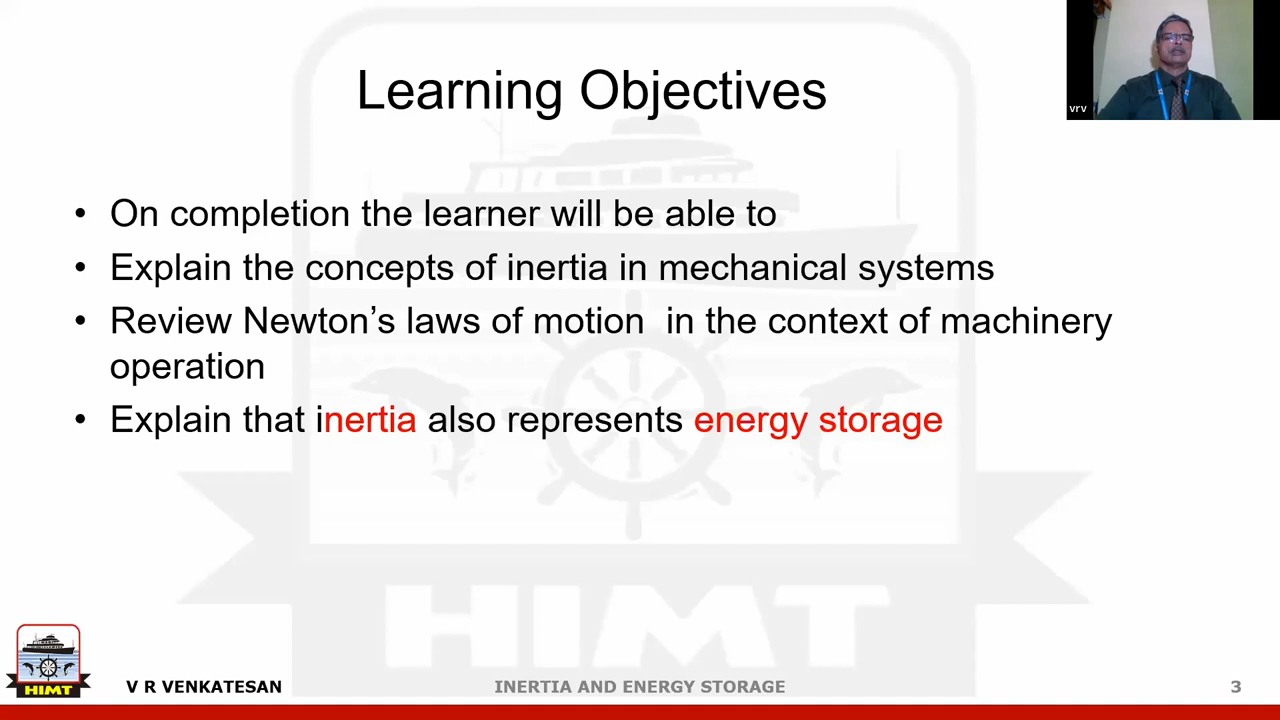 Learning Objectives
vrv
• On completion the learner will be able to
• Explain the concepts of inertia in mechanical systems
• Review Newton’s laws of motion  in the context of machinery
operation
• Explain that inertia also represents energy storage
HIMT
HIMT
V R VENKATESAN
INERTIA AND ENERGY STORAGE
3